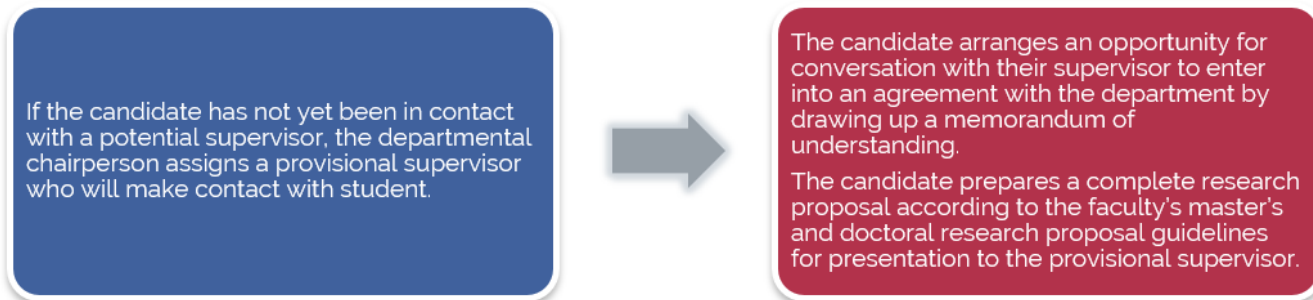 If the candidate has not yet been in contact
with a potential supervisor, the departmental
chairperson assigns a provisional supervisor
who will make contact with student.
The candidate arranges an opportunity for
conversation with their supervisor to enter
into an agreement with the department by
drawing up a memorandum of
understanding.
The candidate prepares a complete research
proposal according to the faculty's master's
and doctoral research proposal guidelines
for presentation to the provisional supervisor.